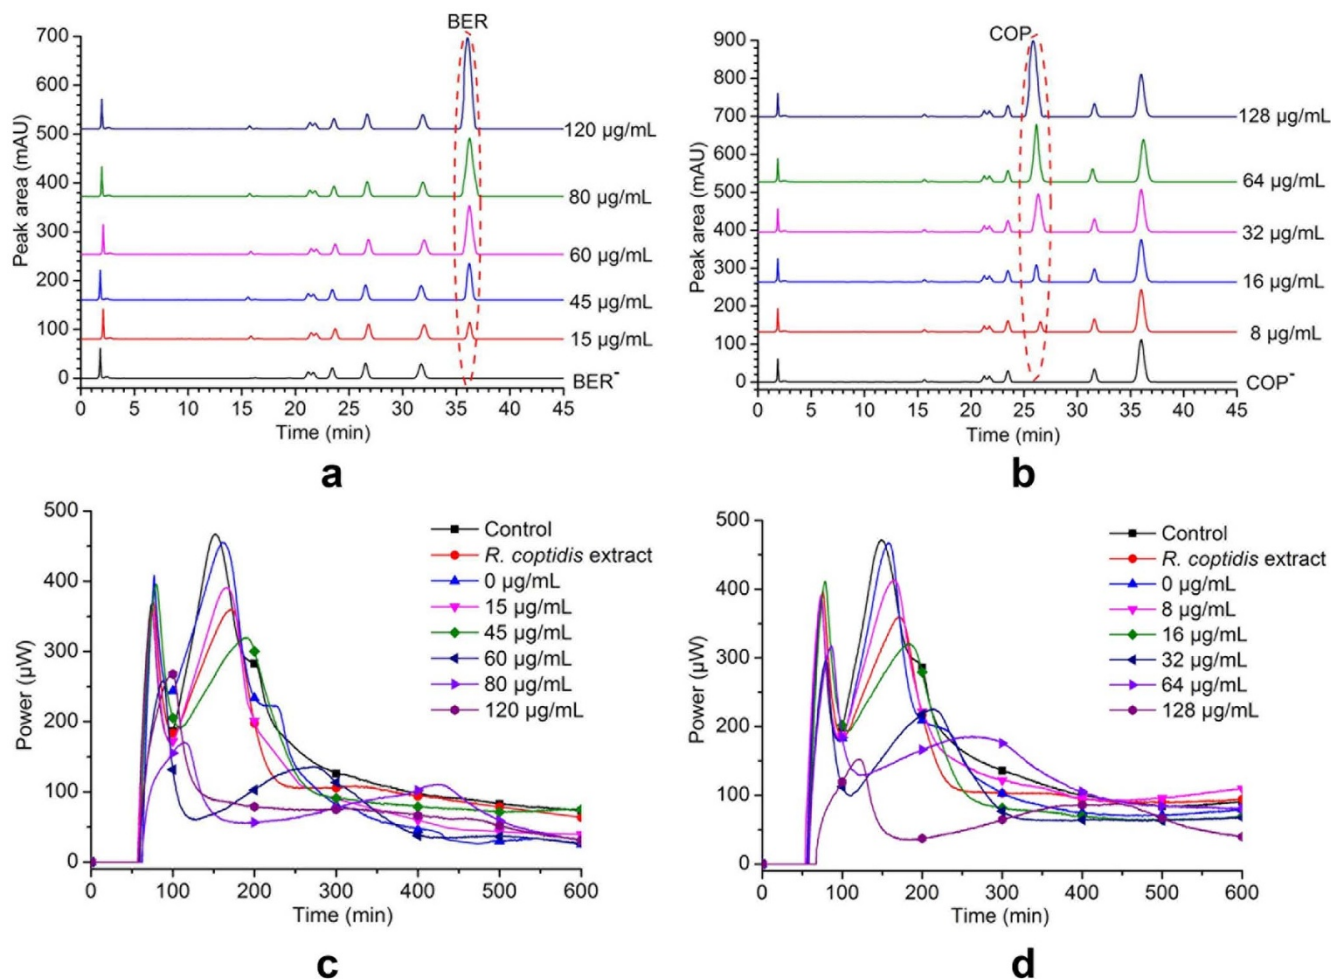 BER
700
600
500
400
300
200
100
0
Peak area (mAU)
120 µg/mL
80 µg/mL
60 µg/mL
45 µg/mL
15 µg/mL
BER-
0 5 10 15 20 25 30 35 40 45
Time (min)
a
COP
900
800
700
600
500
400
300
200
100
0
Peak area (mAU)
128 µg/mL
64 µg/mL
32 µg/mL
16 µg/mL
8 µg/mL
COP-
0 5 10 15 20 25 30 35 40 45
Time (min)
b
500
400
300
200
100
0
Power (µW)
Control
R. coptidis extract
0 µg/mL
15 µg/mL
45 µg/mL
60 µg/mL
80 µg/mL
120 µg/mL
0 100 200 300 400 500 600
Time (min)
c
500
400
300
200
100
0
Power (µW)
Control
R. coptidis extract
0 µg/mL
8 µg/mL
16 µg/mL
32 µg/mL
64 µg/mL
128 µg/mL
0 100 200 300 400 500 600
Time (min)
d